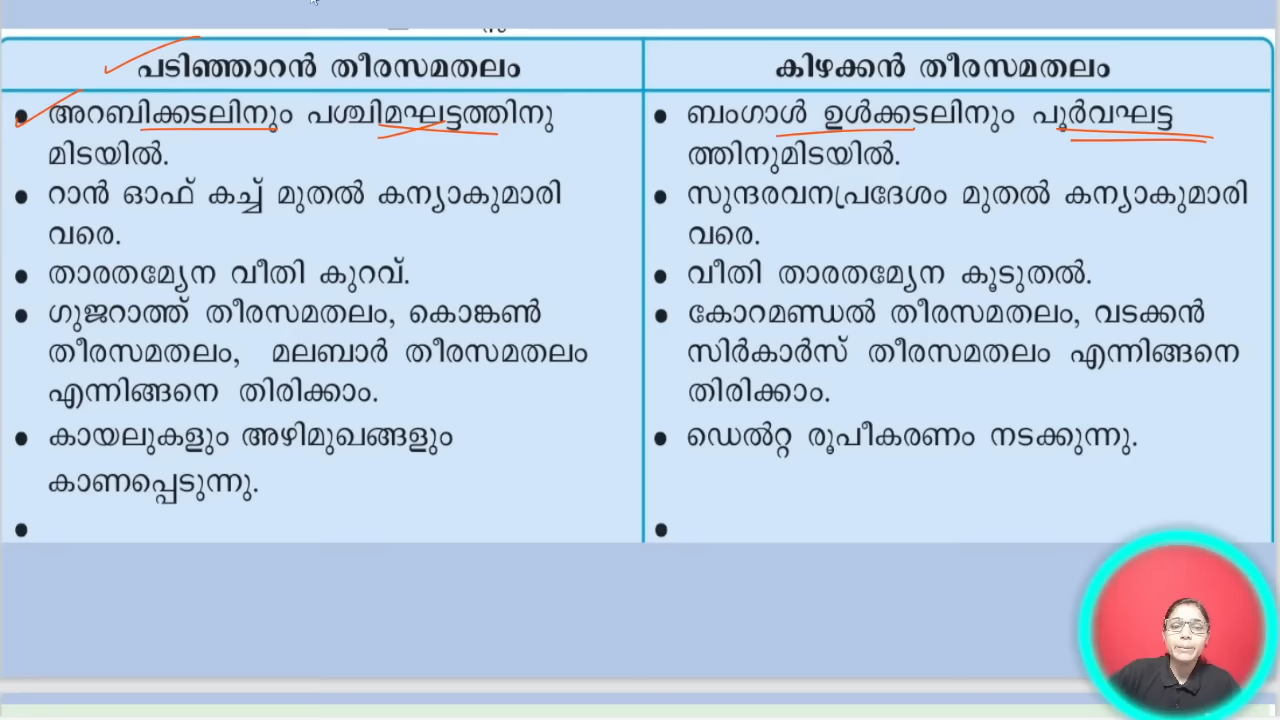 പടിഞ്ഞാറൻ തീരസമതലം
● അറബിക്കടലിനും പശ്ചിമഘട്ടത്തിനു
മിടയിൽ.
● റാൻ ഓഫ് കച്ച് മുതൽ കന്യാകുമാരി
വരെ.
● താരതമ്യേന വീതി കുറവ്.
● ഗുജറാത്ത് തീരസമതലം, കൊങ്കൺ
തീരസമതലം, മലബാർ തീരസമതലം
എന്നിങ്ങനെ തിരിക്കാം.
● കായലുകളും അഴിമുഖങ്ങളും
കാണപ്പെടുന്നു.
●
കിഴക്കൻ തീരസമതലം
● ബംഗാൾ ഉൾക്കടലിനും പൂർവഘട്ട
ത്തിനുമിടയിൽ.
● സുന്ദരവനപ്രദേശം മുതൽ കന്യാകുമാരി
വരെ.
● വീതി താരതമ്യേന കൂടുതൽ.
● കോറമണ്ഡൽ തീരസമതലം, വടക്കൻ
സിർകാർസ് തീരസമതലം എന്നിങ്ങനെ
തിരിക്കാം.
● ഡെൽറ്റ രൂപീകരണം നടക്കുന്നു.
●